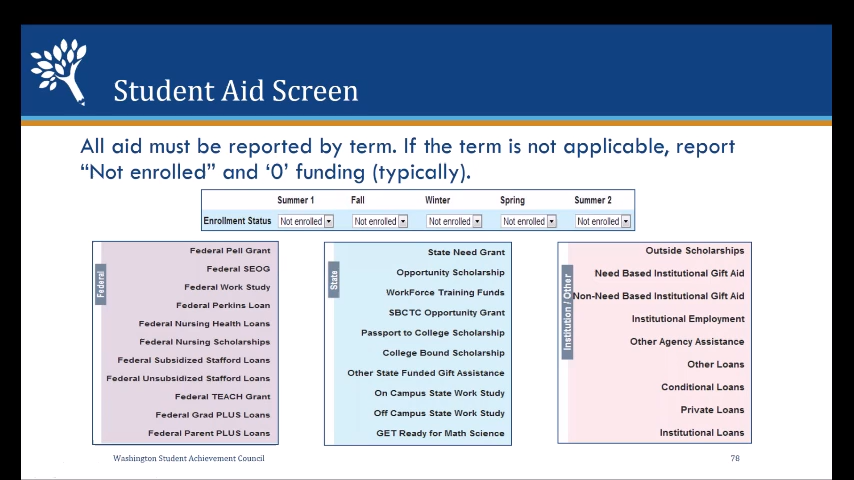 Student Aid Screen
All aid must be reported by term. If the term is not applicable, report
“Not enrolled” and ‘0’ funding (typically).
Summer 1 Fall Winter Spring Summer 2
Enrollment Status Not enrolled Not enrolled Not enrolled Not enrolled Not enrolled
Federal
Federal Pell Grant
Federal SEOG
Federal Work Study
Federal Perkins Loan
Federal Nursing Health Loans
Federal Nursing Scholarships
Federal Subsidized Stafford Loans
Federal Unsubsidized Stafford Loans
Federal TEACH Grant
Federal Grad PLUS Loans
Federal Parent PLUS Loans
State
State Need Grant
Opportunity Scholarship
WorkForce Training Funds
SBCTC Opportunity Grant
Passport to College Scholarship
College Bound Scholarship
Other State Funded Gift Assistance
On Campus State Work Study
Off Campus State Work Study
GET Ready for Math Science
Institution / Other
Outside Scholarships
Need Based Institutional Gift Aid
Non-Need Based Institutional Gift Aid
Institutional Employment
Other Agency Assistance
Other Loans
Conditional Loans
Private Loans
Institutional Loans
Washington Student Achievement Council
78